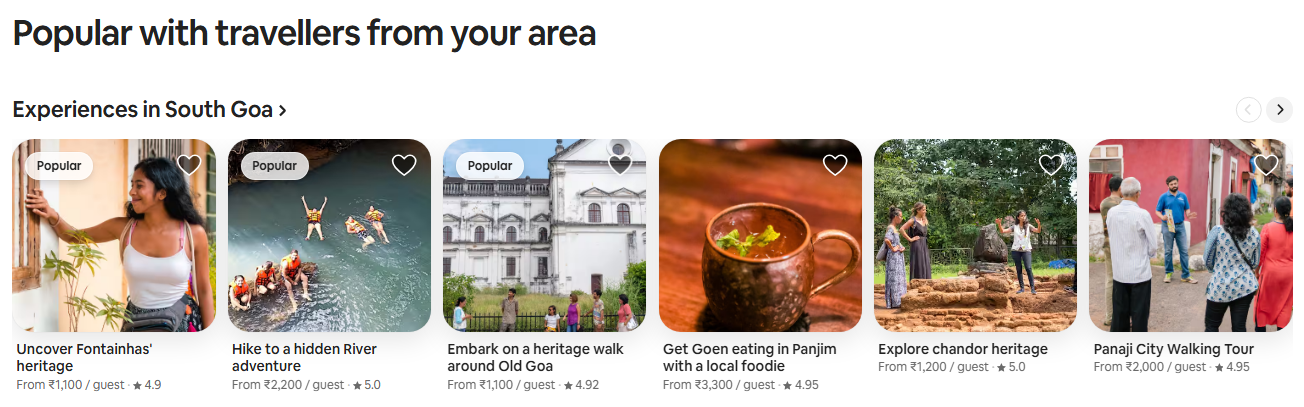 Popular with travellers from your area
Experiences in South Goa ›
Popular
Popular
Popular
Uncover Fontainhas'
heritage
From ₹1,100 / guest · ★ 4.9
Hike to a hidden River
adventure
From ₹2,200 / guest · ★ 5.0
Embark on a heritage walk
around Old Goa
From ₹1,100 / guest · ★ 4.92
Get Goen eating in Panjim
with a local foodie
From ₹3,300 / guest · ★ 4.95
Explore chandor heritage
From ₹1,200 / guest · ★ 5.0
Panaji City Walking Tour
From ₹2,000 / guest · ★ 4.95